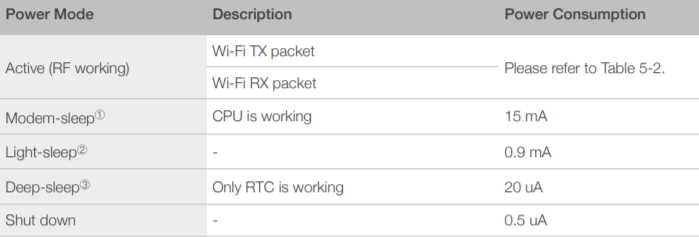 Power Mode Description Power Consumption
Wi-Fi TX packet
Active (RF working) Please refer to Table 5-2.
Wi-Fi RX packet
Modem-sleep① CPU is working 15 mA
Light-sleep② - 0.9 mA
Deep-sleep③ Only RTC is working 20 uA
Shut down - 0.5 uA